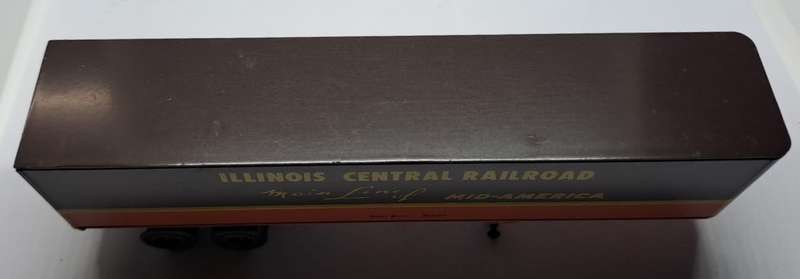 ILLINOIS CENTRAL RAILROAD
Main Line MID-AMERICA